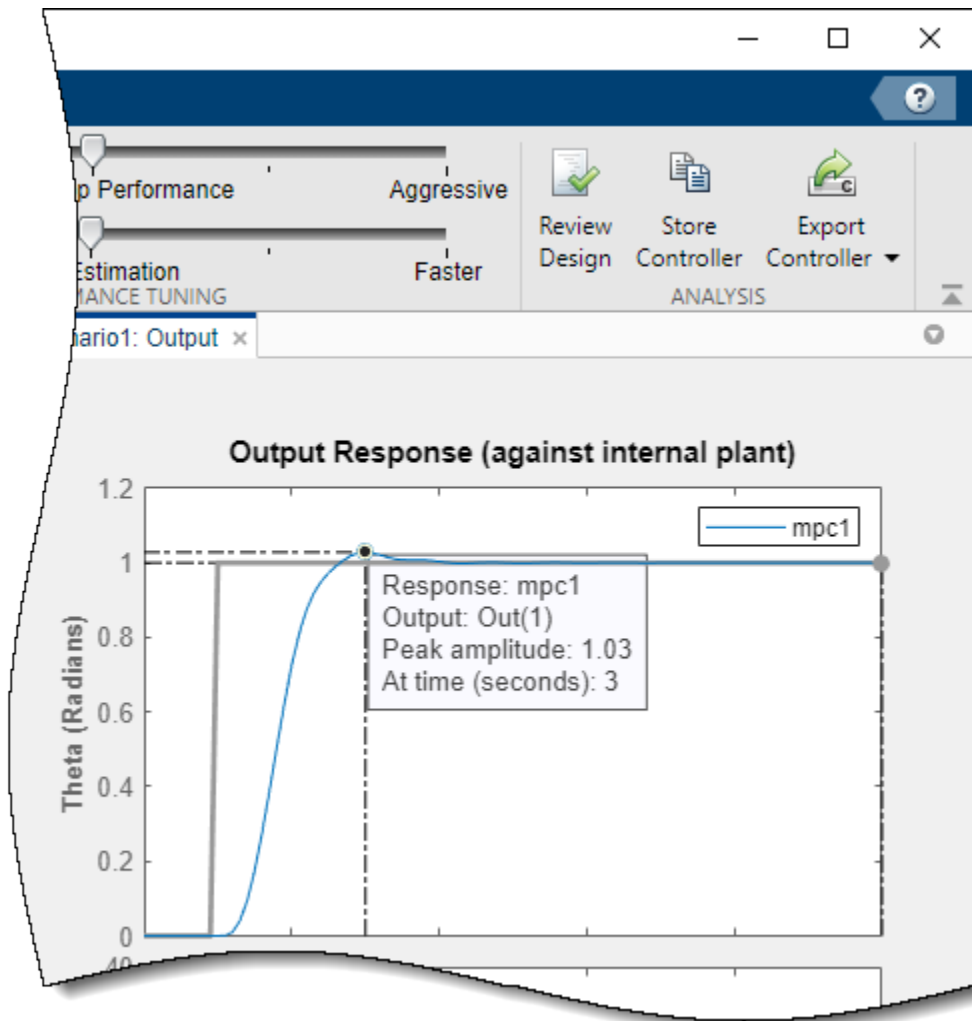 p Performance
Aggressive
Estimation
Faster
MANCE TUNING
Review
Design
Store
Controller
Export
Controller
C
ANALYSIS
?
nario1: Output ×
Output Response (against internal plant)
1.2
1
0.8
0.6
0.4
0.2
0
40
Theta (Radians)
mpc1
Response: mpc1
Output: Out(1)
Peak amplitude: 1.03
At time (seconds): 3